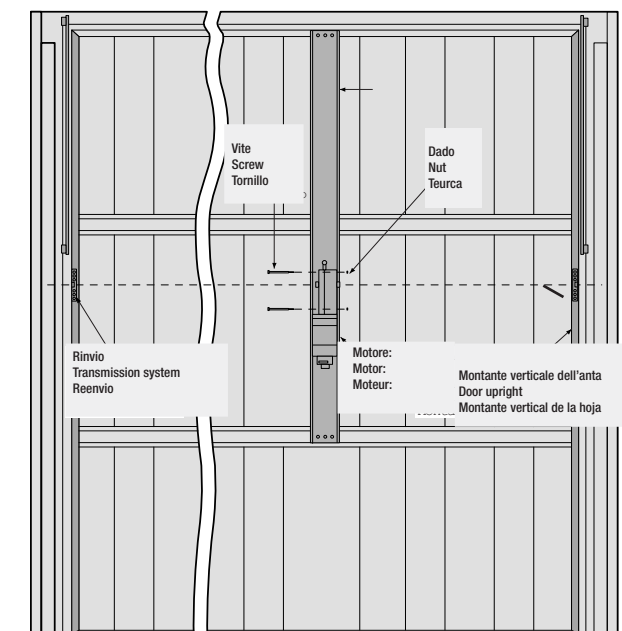 Vite
Screw
Tornillo
Dado
Nut
Teurca
Rinvio
Transmission system
Reenvio
Motore:
Motor:
Moteur:
Montante verticale dell'anta
Door upright
Montante vertical de la hoja